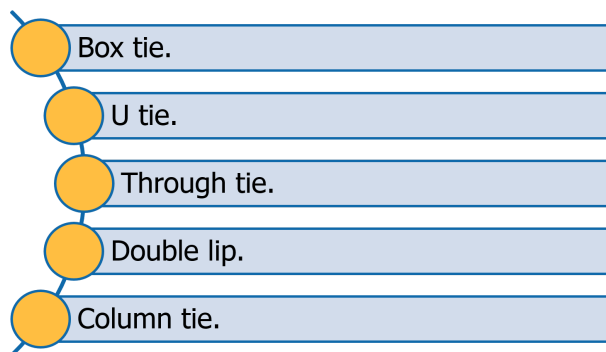 Box tie.
U tie.
Through tie.
Double lip.
Column tie.